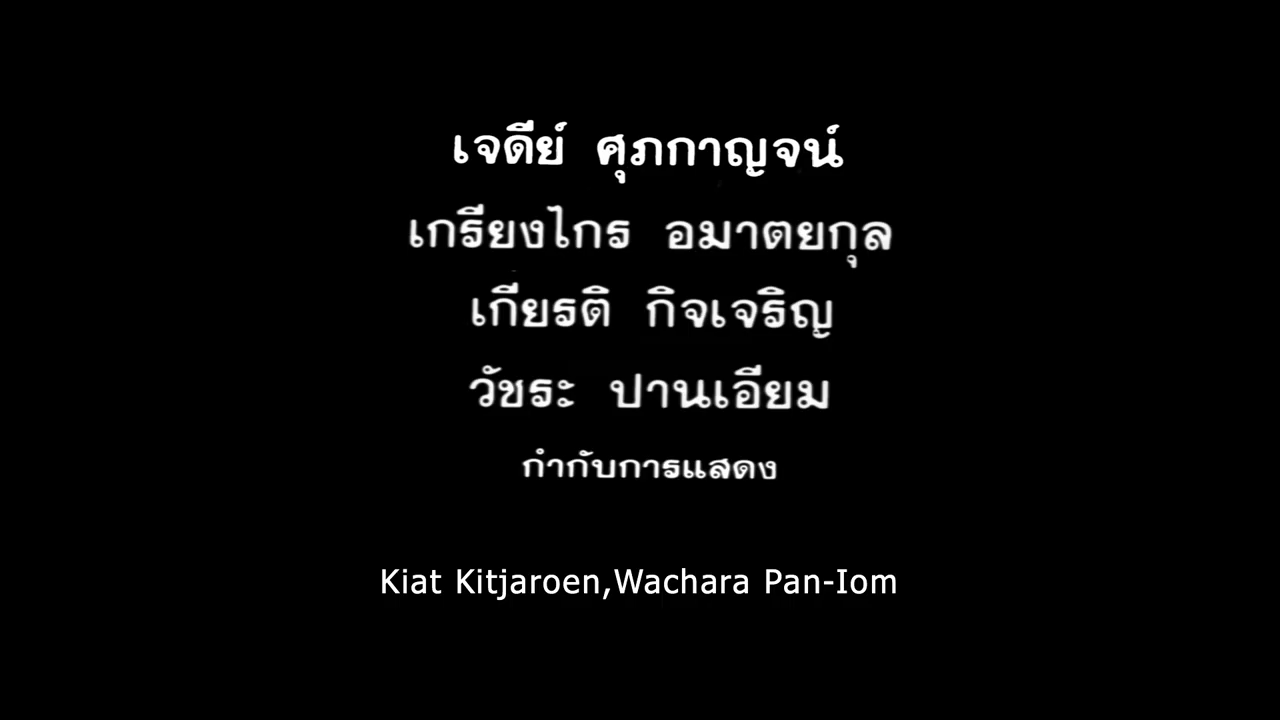 เจดีย์ ศุภกาญจน์
เกรียงไกร อมาตยกุล
เกียรติ กิจเจริญ
วัชระ ปานเอี่ยม
กำกับการแสดง
Kiat Kitjaroen,Wachara Pan-Iom